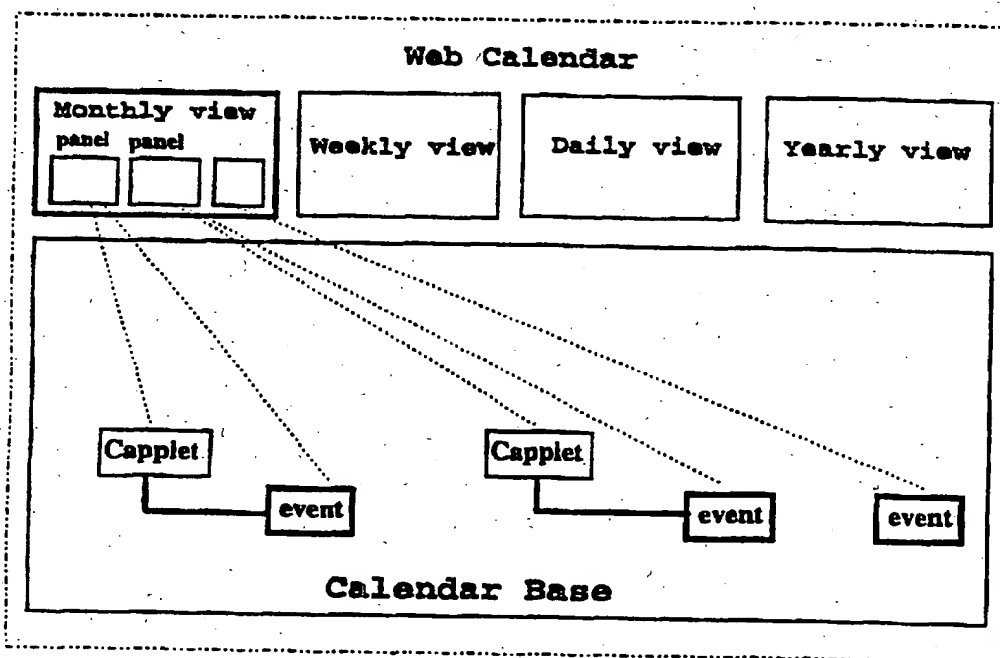 Web Calendar
Monthly view
panel panel
Weekly view
Daily view
Yearly view
Capplet
event
Capplet
event
event
Calendar Base